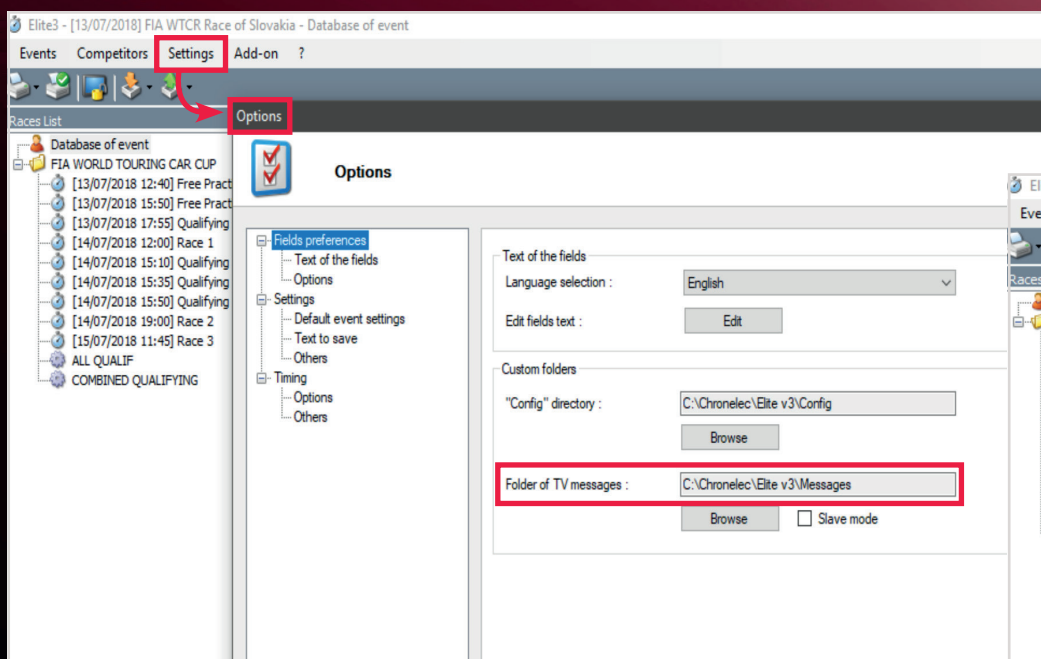 Elite3 - [13/07/2018] FIA WTCR Race of Slovakia - Database of event
Events Competitors Settings Add-on ?
Races List
Database of event
FIA WORLD TOURING CAR CUP
[13/07/2018 12:40] Free Pract
[13/07/2018 15:50] Free Pract
[13/07/2018 17:55] Qualifying
[14/07/2018 12:00] Race 1
[14/07/2018 15:10] Qualifying
[14/07/2018 15:35] Qualifying
[14/07/2018 15:50] Qualifying
[14/07/2018 19:00] Race 2
[15/07/2018 11:45] Race 3
ALL QUALIF
COMBINED QUALIFYING
Options
Options
Fields preferences
Text of the fields
Options
Settings
Default event settings
Text to save
Others
Timing
Options
Others
Text of the fields
Language selection : English
Edit fields text : Edit
Custom folders
"Config" directory : C:\Chronelec\Elite v3\Config
Browse
Folder of TV messages : C:\Chronelec\Elite v3\Messages
Browse Slave mode
El
Eve
Races